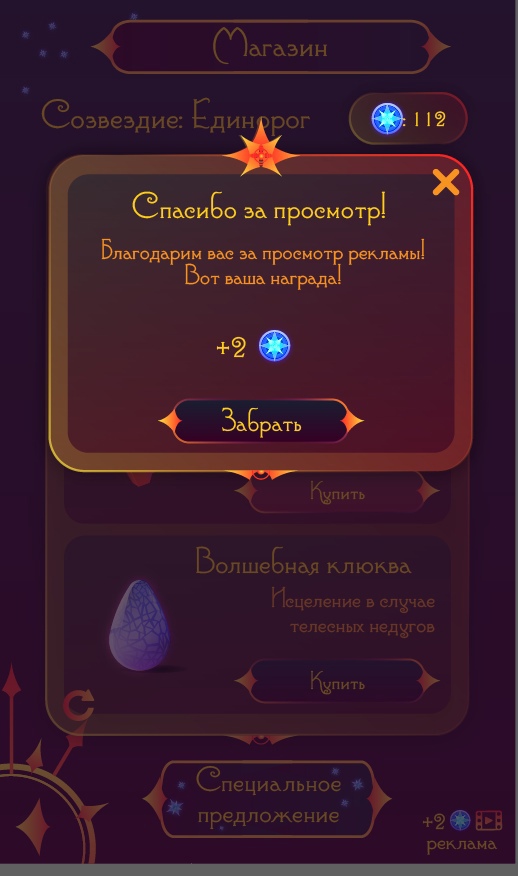 Магазин
Созвездие: Единорог
: 112
Спасибо за просмотр!
Благодарим вас за просмотр рекламы!
Вот ваша награда!
+2
Забрать
Купить
Волшебная клюква
Исцеление в случае
телесных недугов
Купить
Специальное
предложение
+2
реклама